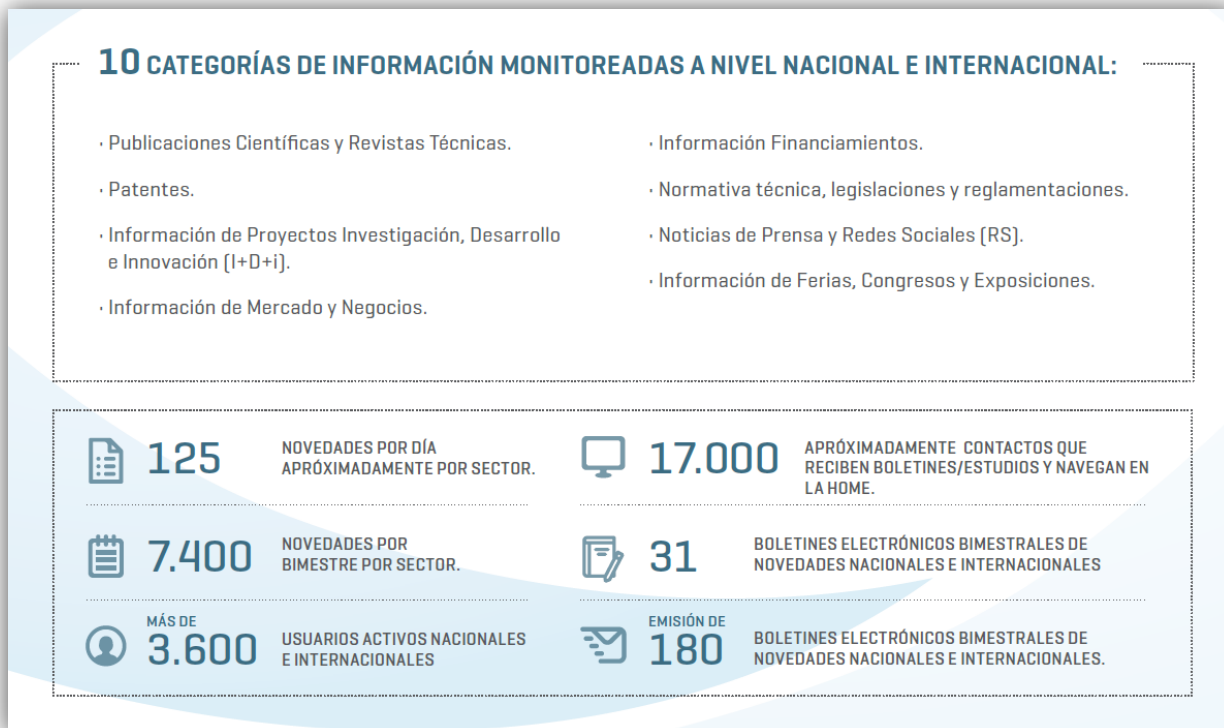 10 CATEGORÍAS DE INFORMACIÓN MONITOREADAS A NIVEL NACIONAL E INTERNACIONAL:
· Publicaciones Científicas y Revistas Técnicas.
· Patentes.
· Información de Proyectos Investigación, Desarrollo
e Innovación (I+D+i).
· Información de Mercado y Negocios.
· Información Financiamientos.
· Normativa técnica, legislaciones y reglamentaciones.
· Noticias de Prensa y Redes Sociales (RS).
· Información de Ferias, Congresos y Exposiciones.
125
NOVEDADES POR DÍA
APRÓXIMADAMENTE POR SECTOR.
17.000
APRÓXIMADAMENTE CONTACTOS QUE
RECIBEN BOLETINES/ESTUDIOS Y NAVEGAN EN
LA HOME.
7.400
NOVEDADES POR
BIMESTRE POR SECTOR.
31
BOLETINES ELECTRÓNICOS BIMESTRALES DE
NOVEDADES NACIONALES E INTERNACIONALES
MÁS DE
3.600
USUARIOS ACTIVOS NACIONALES
E INTERNACIONALES
EMISIÓN DE
180
BOLETINES ELECTRÓNICOS BIMESTRALES DE
NOVEDADES NACIONALES E INTERNACIONALES.